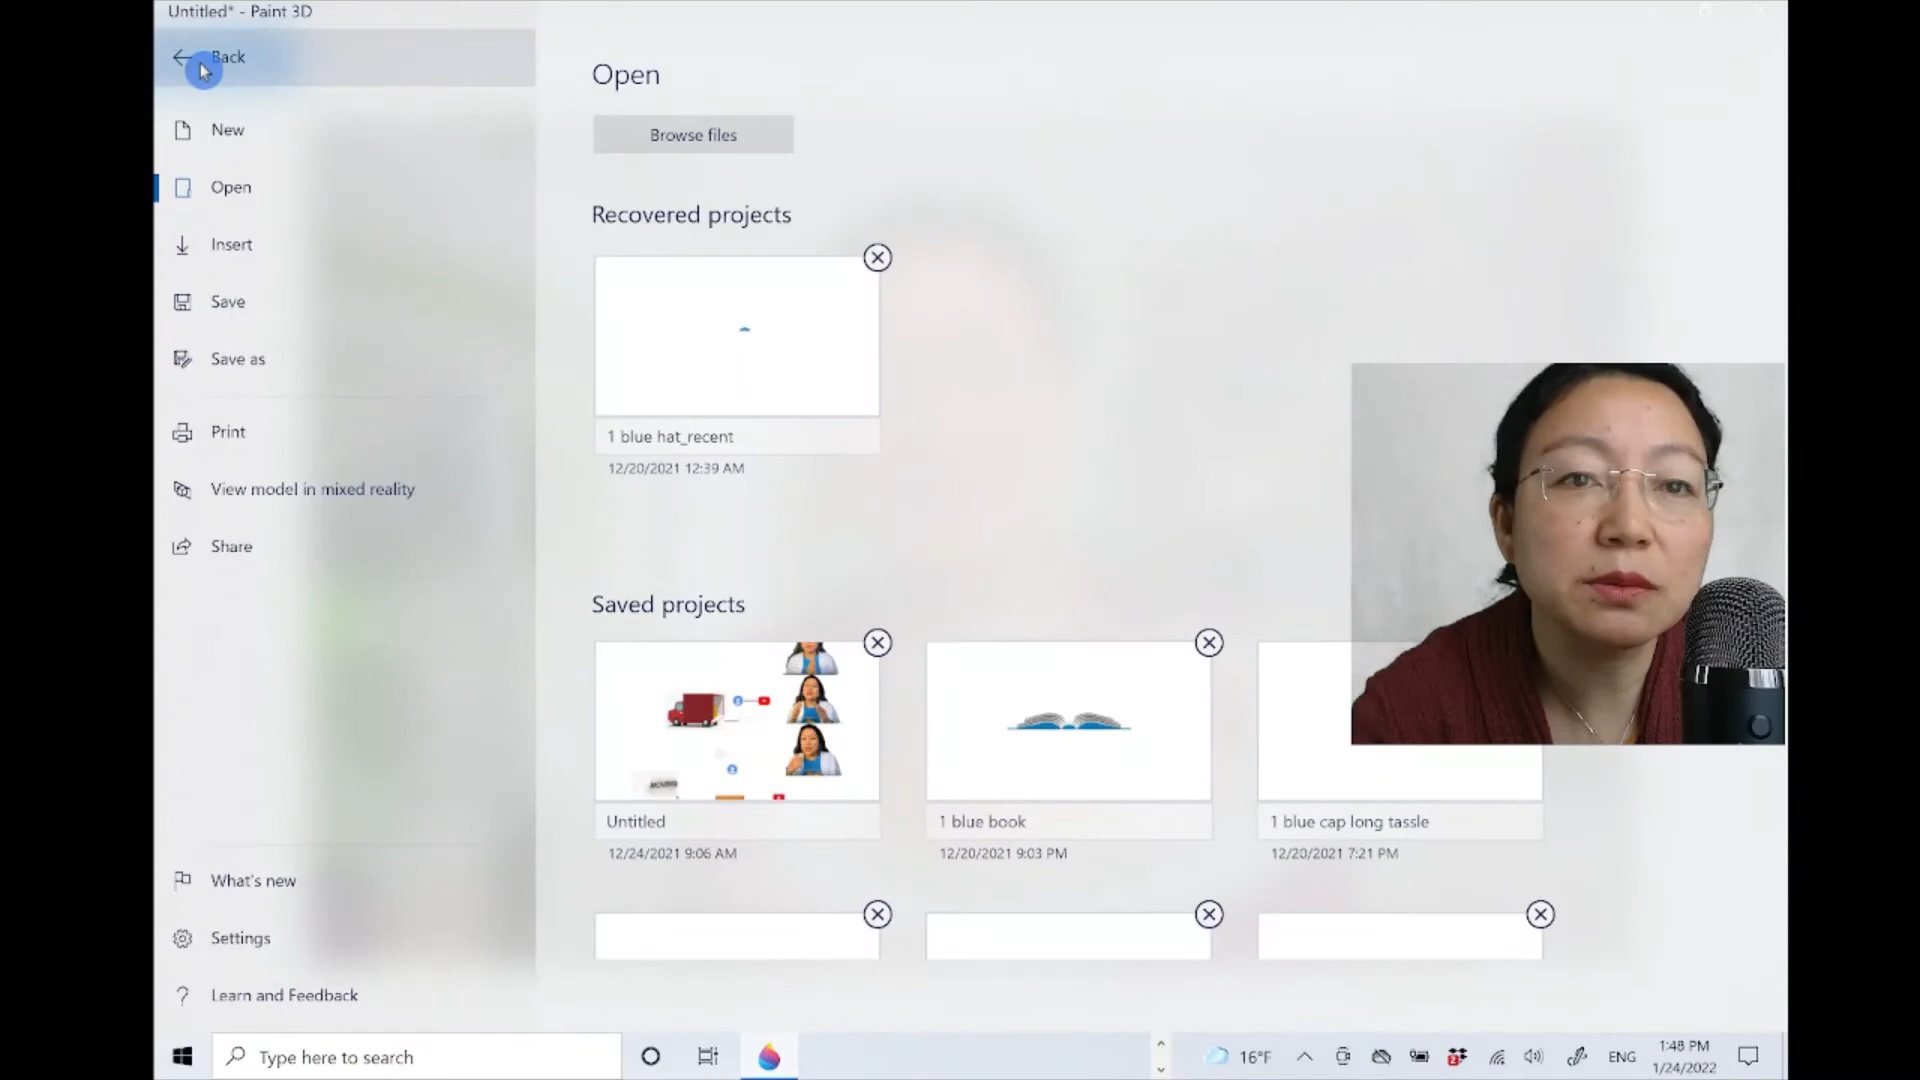 Untitled* - Paint 3D
Back
New
Open
Insert
Save
Save as
Print
View model in mixed reality
Share
What's new
Settings
Learn and Feedback
Open
Browse files
Recovered projects
1 blue hat_recent
12/20/2021 12:39 AM
Saved projects
MOVING
Untitled
12/24/2021 9:06 AM
1 blue book
12/20/2021 9:03 PM
1 blue cap long tassle
12/20/2021 7:21 PM
Type here to search
16°F
2
ENG
1:48 PM
1/24/2022